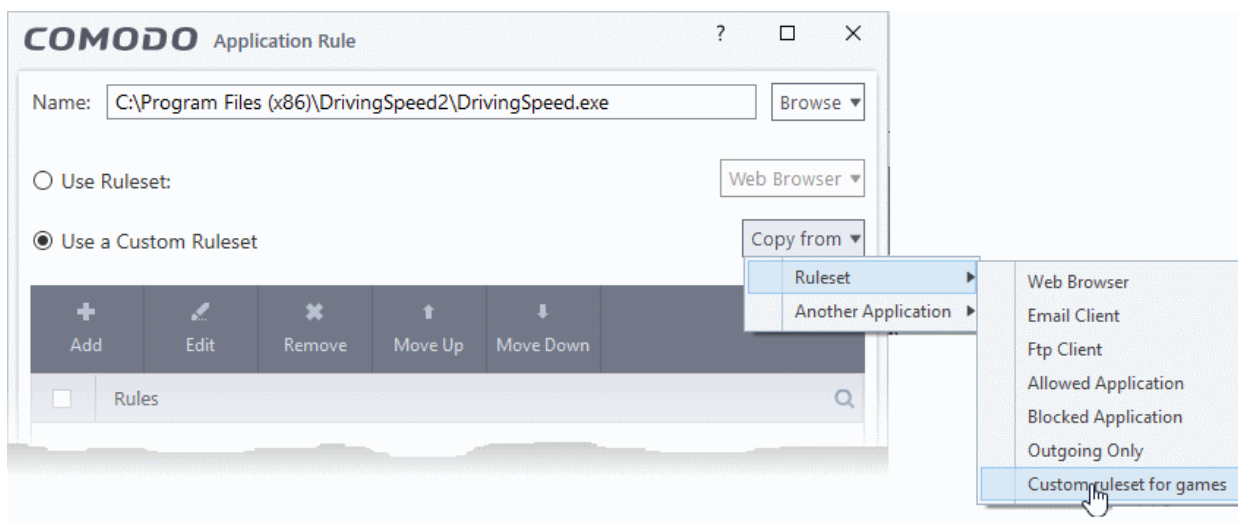 COMODO Application Rule ?
Name: C:\Program Files (x86)\DrivingSpeed2\DrivingSpeed.exe Browse
Use Ruleset: Web Browser
Use a Custom Ruleset Copy from
Ruleset
Another Application
Web Browser
Email Client
Ftp Client
Allowed Application
Blocked Application
Outgoing Only
Custom ruleset for games
Add Edit Remove Move Up Move Down
Rules